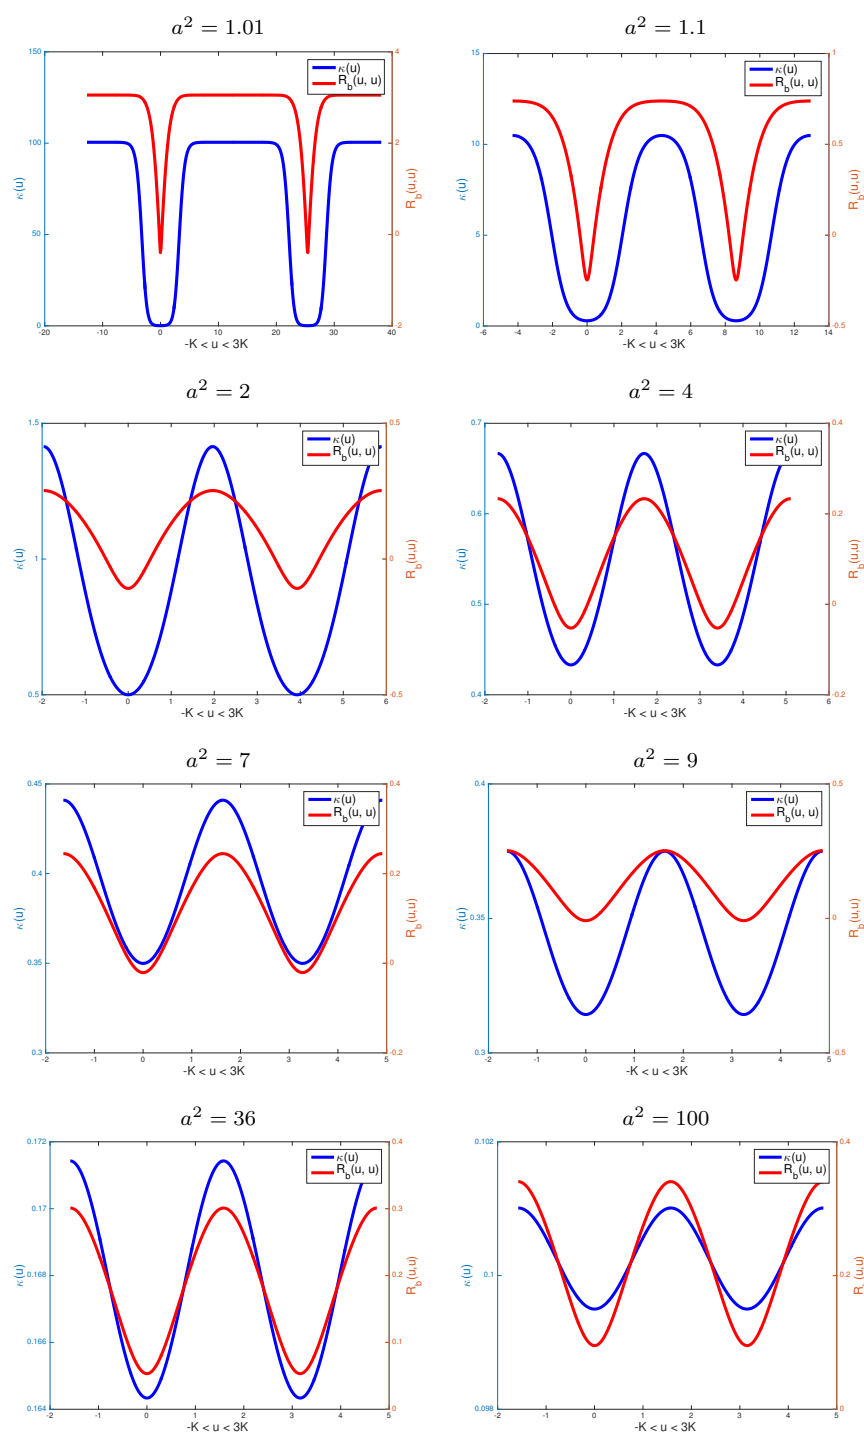 a² = 1.01
a² = 1.1
150
100
50
0
κ(u)
4
2
0
-2
R_b(u,u)
κ(u)
R_b(u, u)
-20
-10
0
10
20
30
40
-K < u < 3K
15
10
5
0
κ(u)
1
0.5
0
-0.5
R_b(u,u)
κ(u)
R_b(u, u)
-6
-4
-2
0
2
4
6
8
10
12
14
-K < u < 3K
a² = 2
a² = 4
1.5
1
0.5
κ(u)
0.5
0
-0.5
R_b(u,u)
κ(u)
R_b(u, u)
-2
-1
0
1
2
3
4
5
6
-K < u < 3K
0.7
0.6
0.5
0.4
κ(u)
0.4
0.2
0
-0.2
R_b(u,u)
κ(u)
R_b(u, u)
-2
-1
0
1
2
3
4
5
6
-K < u < 3K
a² = 7
a² = 9
0.45
0.4
0.35
0.3
κ(u)
0.4
0.2
0
-0.2
R_b(u,u)
κ(u)
R_b(u, u)
-2
-1
0
1
2
3
4
5
-K < u < 3K
0.4
0.35
0.3
κ(u)
0.5
0
-0.5
R_b(u,u)
κ(u)
R_b(u, u)
-2
-1
0
1
2
3
4
5
-K < u < 3K
a² = 36
a² = 100
0.172
0.17
0.168
0.166
0.164
κ(u)
0.4
0.3
0.2
0.1
0
R_b(u,u)
κ(u)
R_b(u, u)
-2
-1
0
1
2
3
4
5
-K < u < 3K
0.102
0.1
0.098
κ(u)
0.4
0.2
0
κ(u)
R_b(u, u)
-2
-1
0
1
2
3
4
5
-K < u < 3K